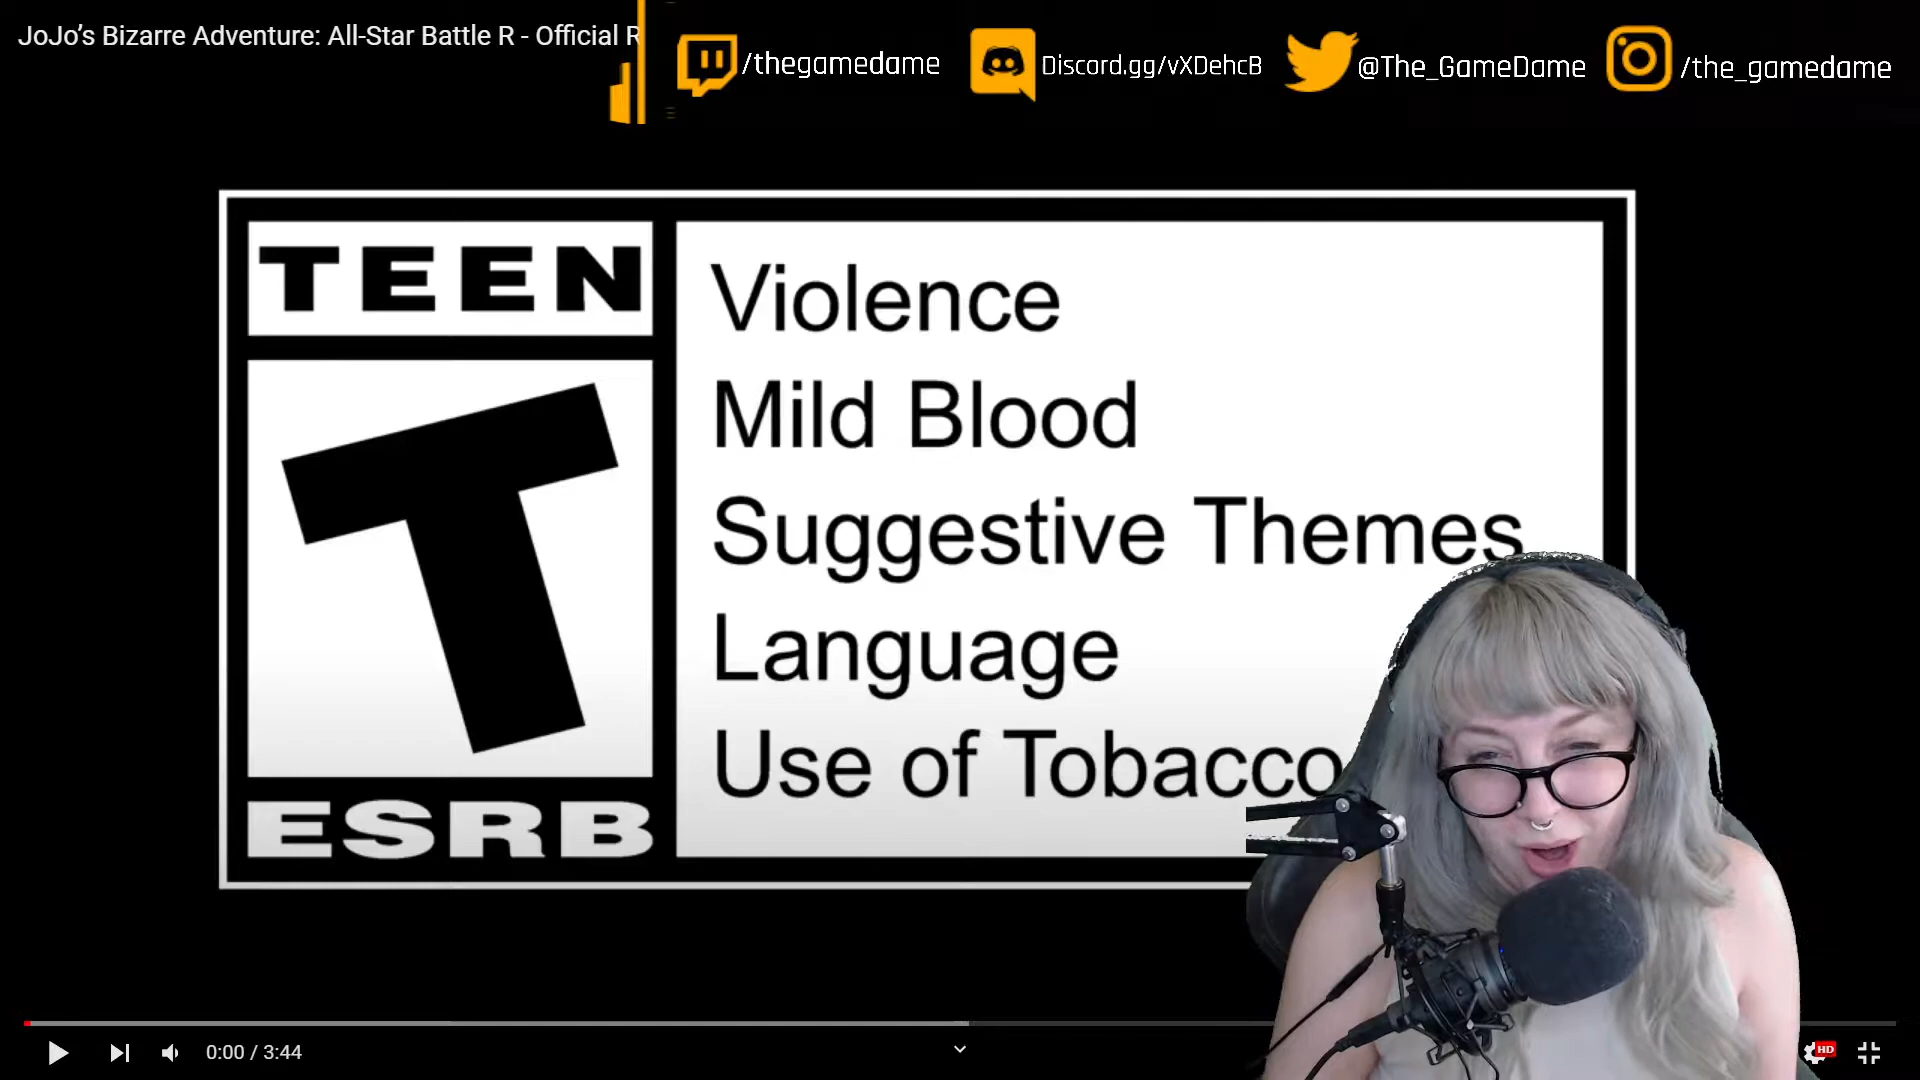 JoJo’s Bizarre Adventure: All-Star Battle R - Official R
/thegamedame
Discord.gg/vXDehcB
@The_GameDame
/the_gamedame
TEEN
T
ESRB
Violence
Mild Blood
Suggestive Themes
Language
Use of Tobacco
0:00 / 3:44
HD